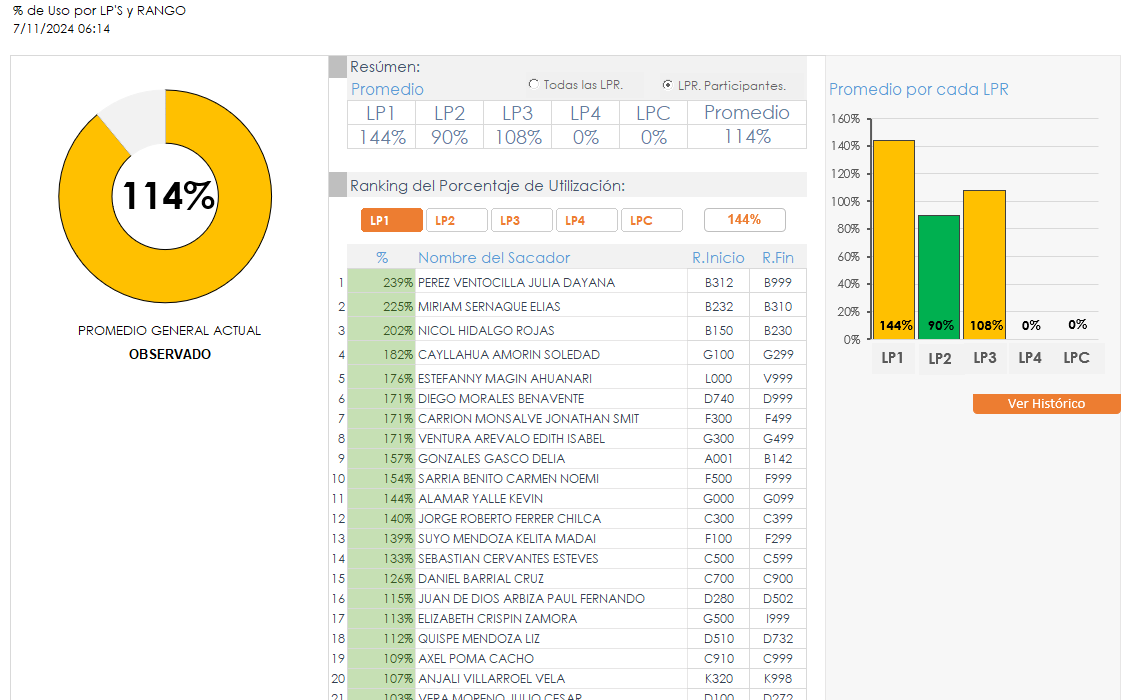 % de Uso por LP'S y RANGO
7/11/2024 06:14
114%
PROMEDIO GENERAL ACTUAL
OBSERVADO
Resúmen:
Promedio
Todas las LPR.
LPR. Participantes.
LP1 LP2 LP3 LP4 LPC Promedio
144% 90% 108% 0% 0% 114%
Ranking del Porcentaje de Utilización:
LP1 LP2 LP3 LP4 LPC 144%
% Nombre del Sacador R.Inicio R.Fin
1 239% PEREZ VENTOCILLA JULIA DAYANA B312 B999
2 225% MIRIAM SERNAQUE ELIAS B232 B310
3 202% NICOL HIDALGO ROJAS B150 B230
4 182% CAYLLAHUA AMORIN SOLEDAD G100 G299
5 176% ESTEFANNY MAGIN AHUANARI L000 V999
6 171% DIEGO MORALES BENAVENTE D740 D999
7 171% CARRION MONSALVE JONATHAN SMIT F300 F499
8 171% VENTURA AREVALO EDITH ISABEL G300 G499
9 157% GONZALES GASCO DELIA A001 B142
10 154% SARRIA BENITO CARMEN NOEMI F500 F999
11 144% ALAMAR YALLE KEVIN G000 G099
12 140% JORGE ROBERTO FERRER CHILCA C300 C399
13 139% SUYO MENDOZA KELITA MADAI F100 F299
14 133% SEBASTIAN CERVANTES ESTEVES C500 C599
15 126% DANIEL BARRIAL CRUZ C700 C900
16 115% JUAN DE DIOS ARBIZA PAUL FERNANDO D280 D502
17 113% ELIZABETH CRISPIN ZAMORA G500 I999
18 112% QUISPE MENDOZA LIZ D510 D732
19 109% AXEL POMA CACHO C910 C999
20 107% ANJALI VILLARROEL VELA K320 K998
21 103% VERA MORENO JULIO CESAR D100 D272
Promedio por cada LPR
160%
140%
120%
100%
80%
60%
40%
20%
0%
144% 90% 108% 0% 0%
LP1 LP2 LP3 LP4 LPC
Ver Histórico